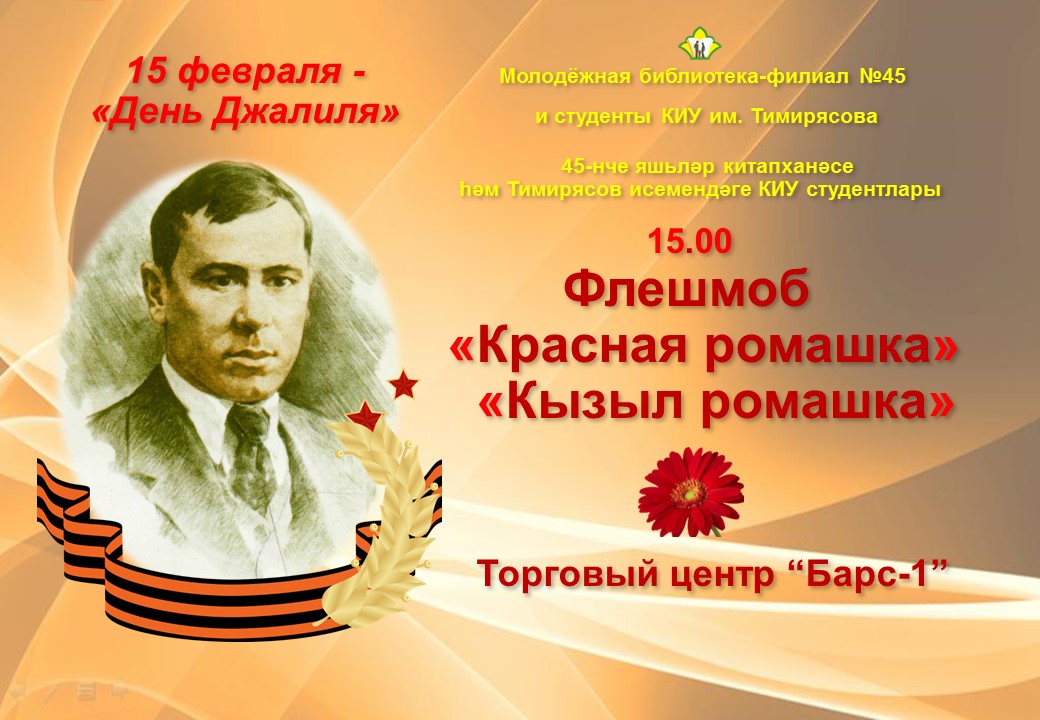 15 февраля -
«День Джалиля»
Молодёжная библиотека-филиал №45
и студенты КИУ им. Тимирясова
45-нче яшьләр китапханәсе
һәм Тимирясов исемендәге КИУ студентлары
15.00
Флешмоб
«Красная ромашка»
«Кызыл ромашка»
Торговый центр “Барс-1”